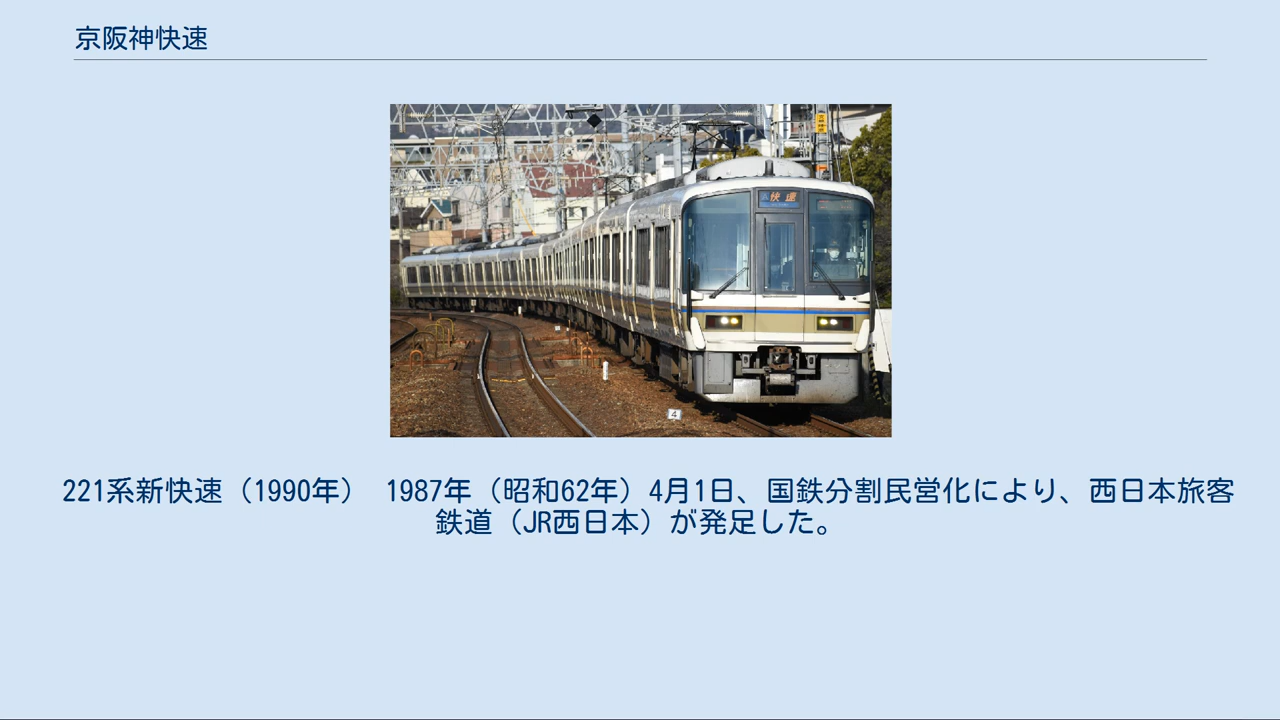 京阪神快速
快速
4
221系新快速（1990年）　1987年（昭和62年）4月1日、国鉄分割民営化により、西日本旅客
鉄道（JR西日本）が発足した。